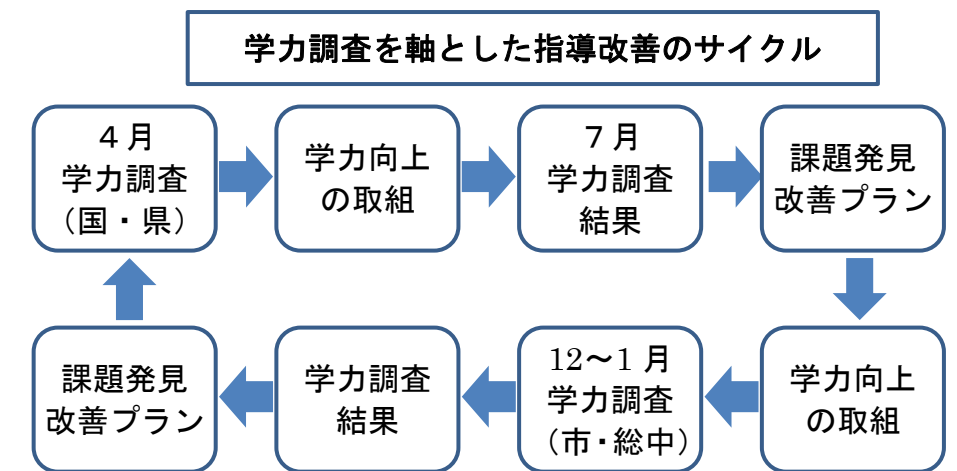 学力調査を軸とした指導改善のサイクル
４月
学力調査
（国・県）
学力向上
の取組
７月
学力調査
結果
課題発見
改善プラン
学力向上
の取組
12～1 月
学力調査
（市・総中）
学力調査
結果
課題発見
改善プラン